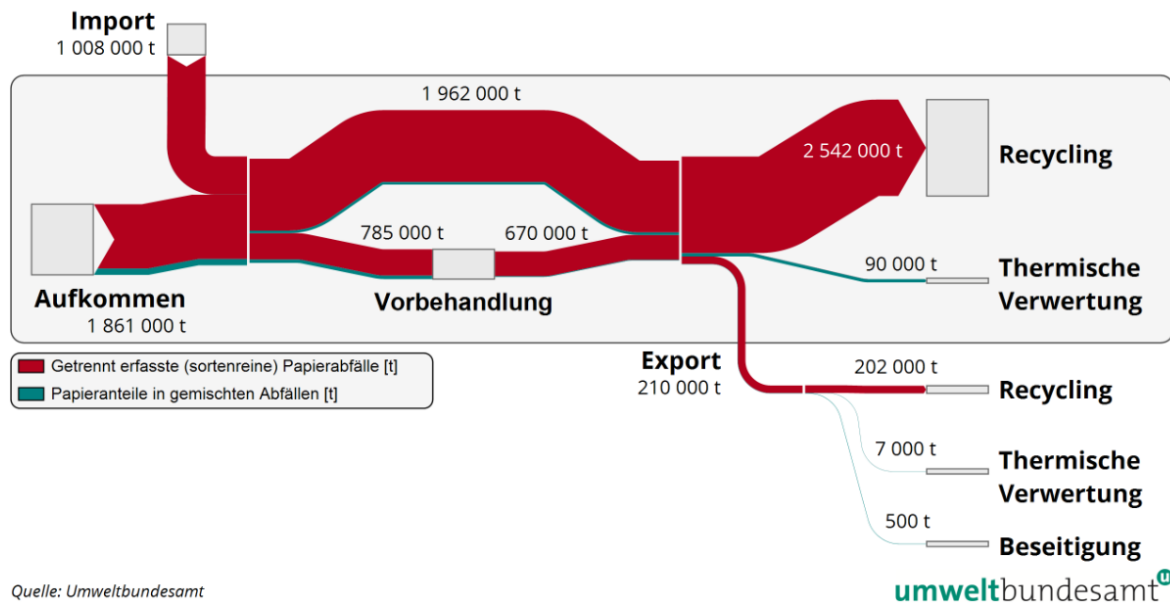 Import
1 008 000 t
1 962 000 t
2 542 000 t
Recycling
785 000 t
670 000 t
90 000 t
Aufkommen
1 861 000 t
Vorbehandlung
Thermische
Verwertung
Getrennt erfasste (sortenreine) Papierabfälle [t]
Papieranteile in gemischten Abfällen [t]
Export
210 000 t
202 000 t
Recycling
7 000 t
Thermische
Verwertung
500 t
Beseitigung
Quelle: Umweltbundesamt
umweltbundesamt u